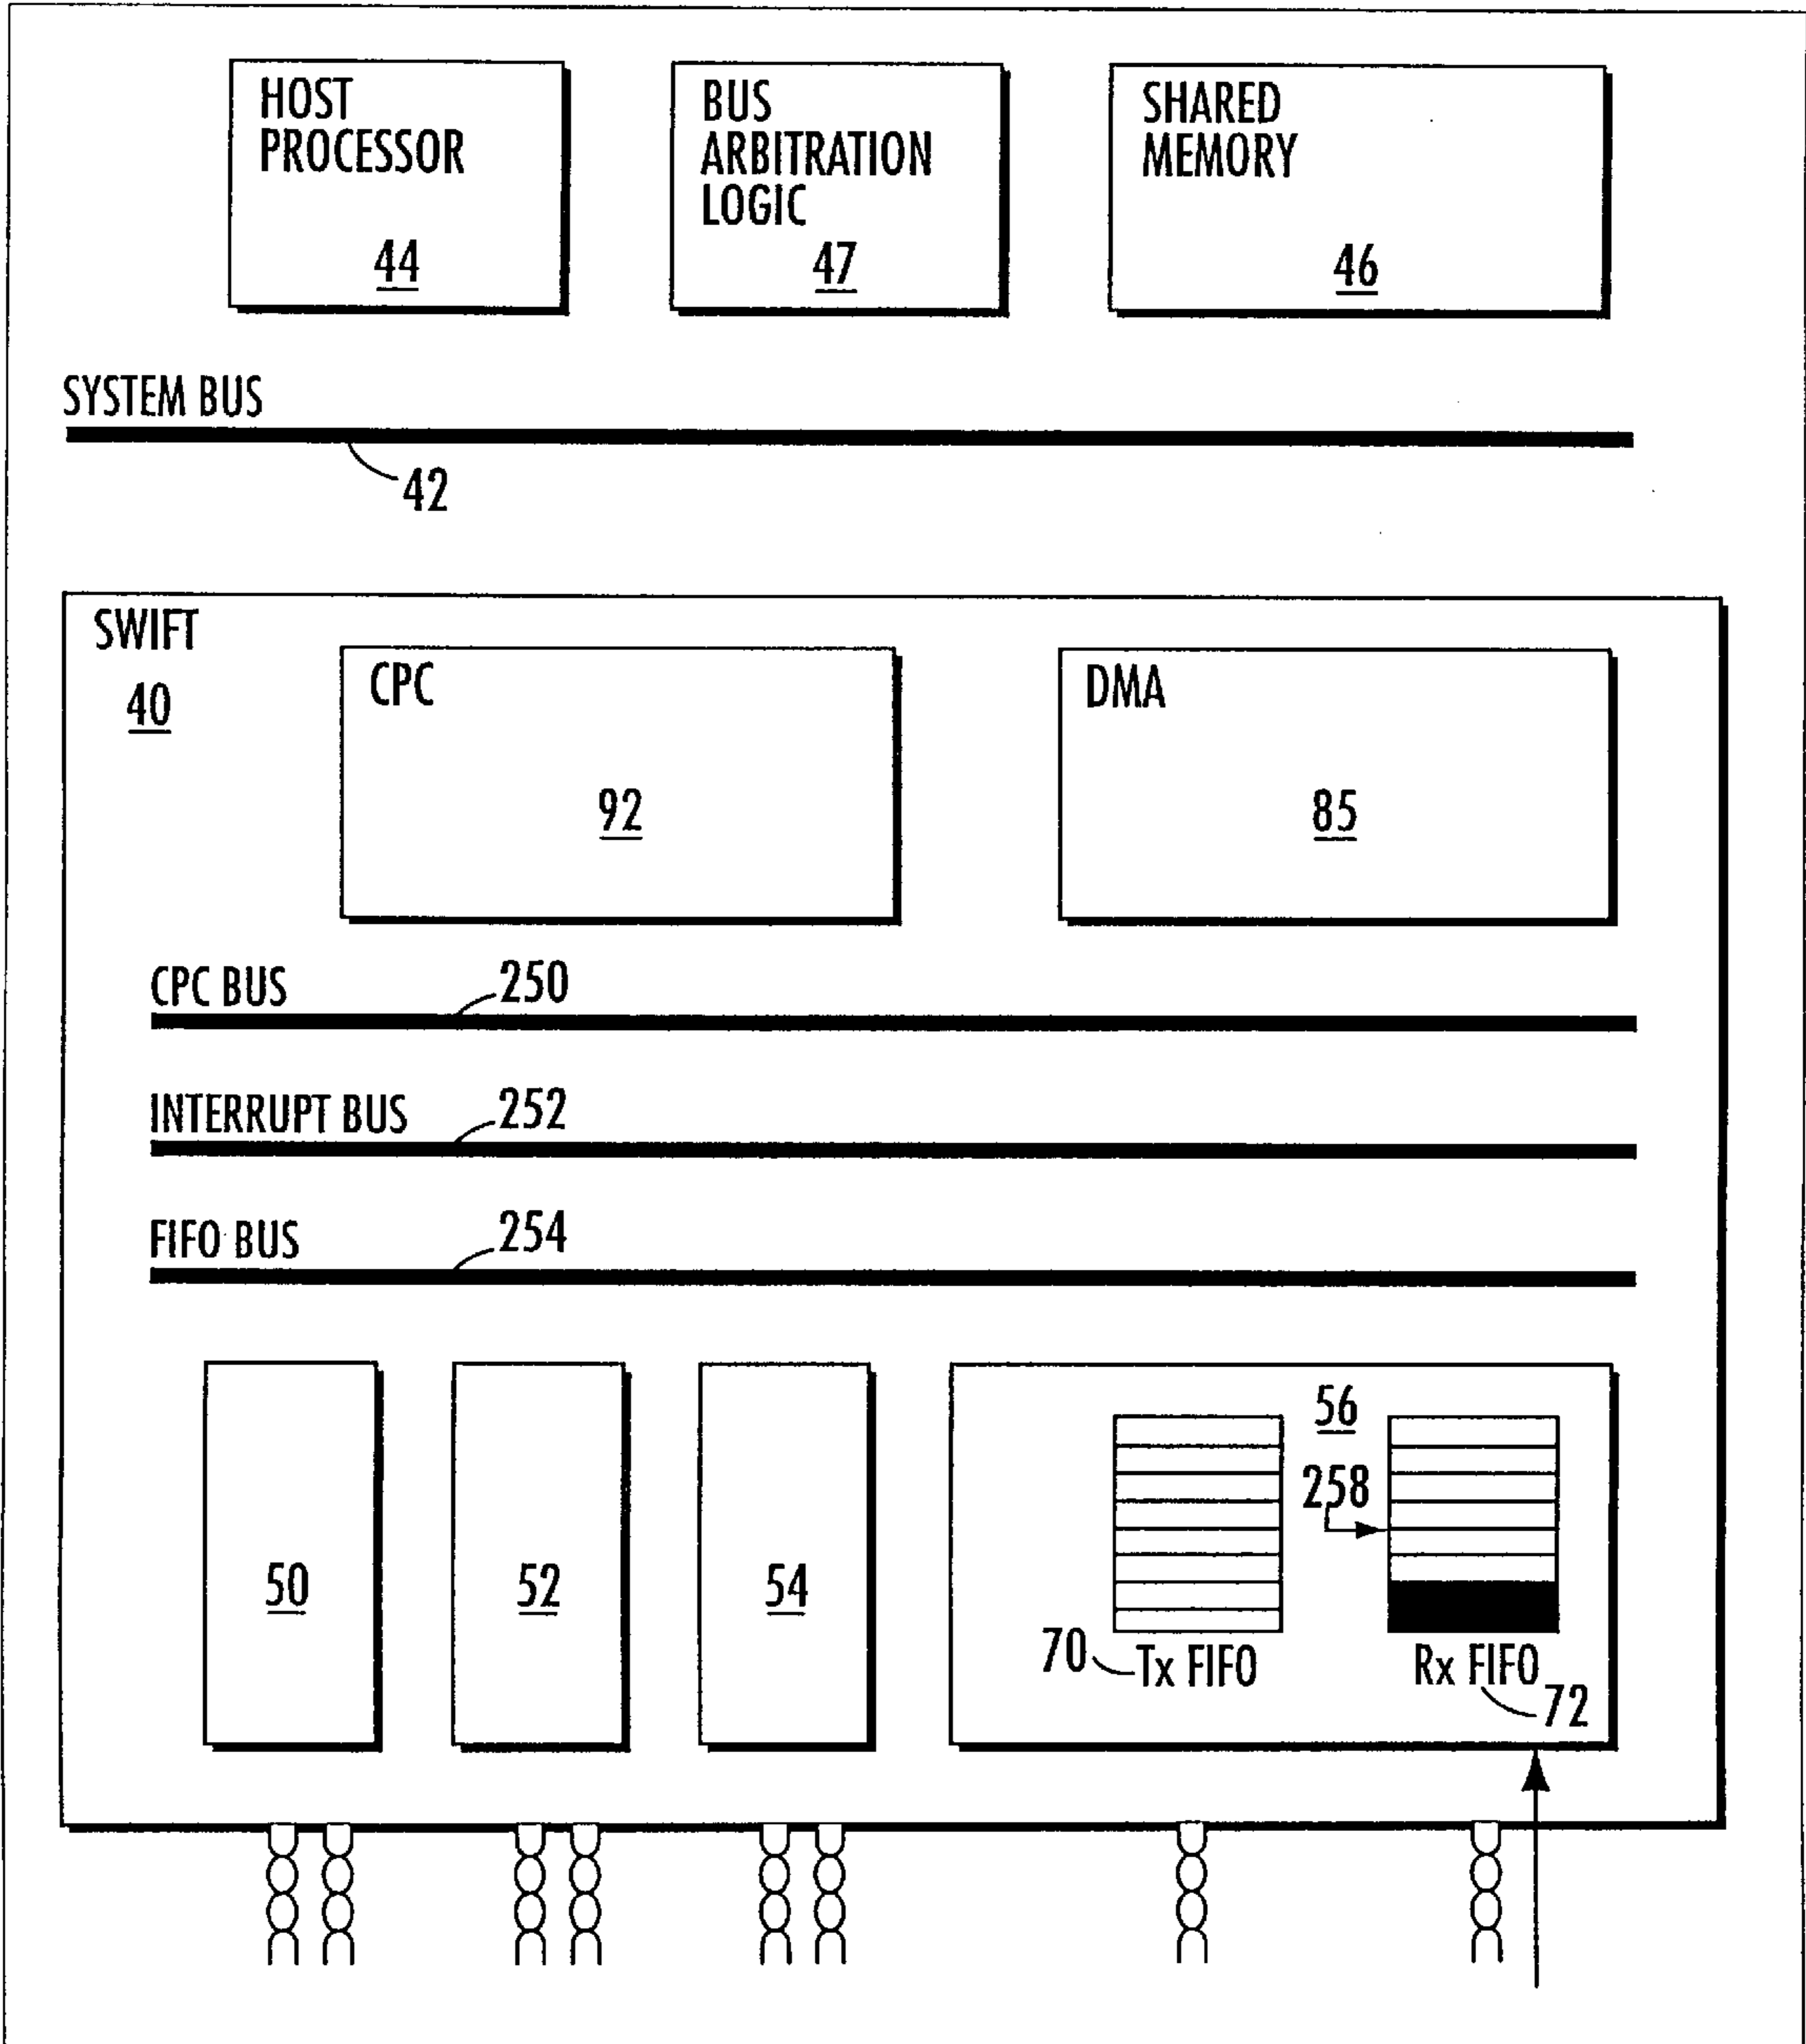 HOST
PROCESSOR
44
BUS
ARBITRATION
LOGIC
47
SHARED
MEMORY
46
SYSTEM BUS
42
SWIFT
40
CPC
92
DMA
85
CPC BUS
250
INTERRUPT BUS
252
FIFO BUS
254
50
52
54
56
258
70
Tx FIFO
Rx FIFO
72